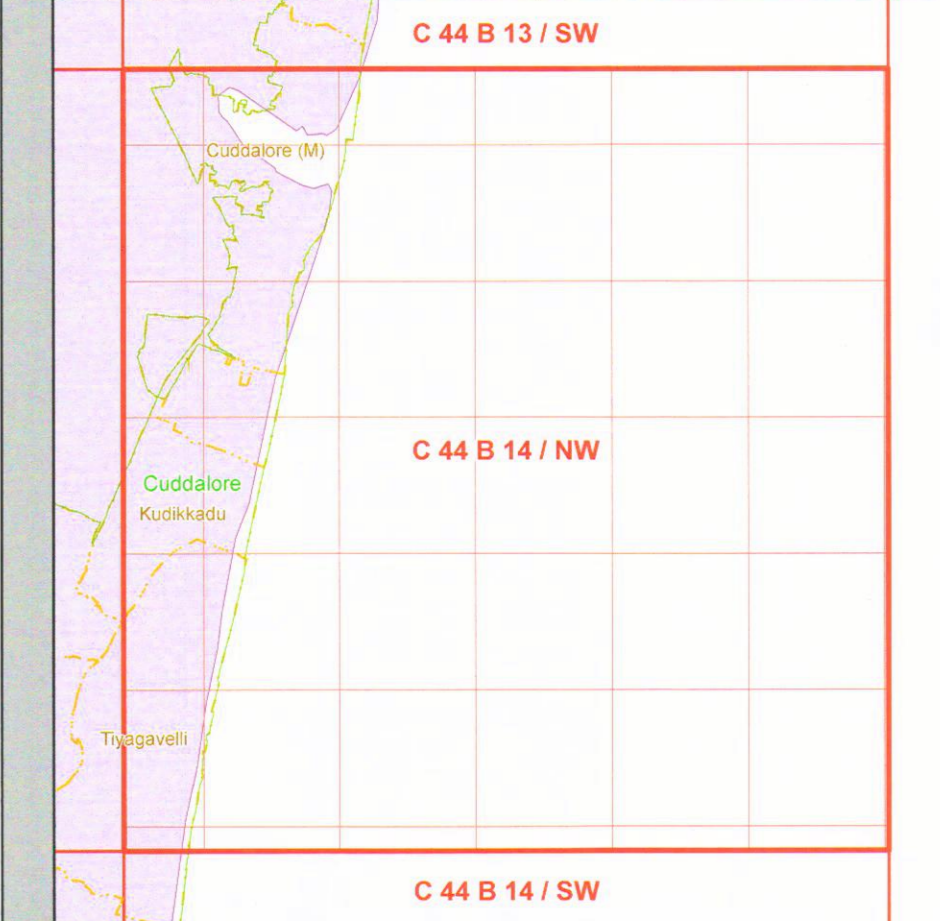 C 44 B 13 / SW
Cuddalore (M)
C 44 B 14 / NW
Cuddalore
Kudikkadu
Tiyagavelli
C 44 B 14 / SW